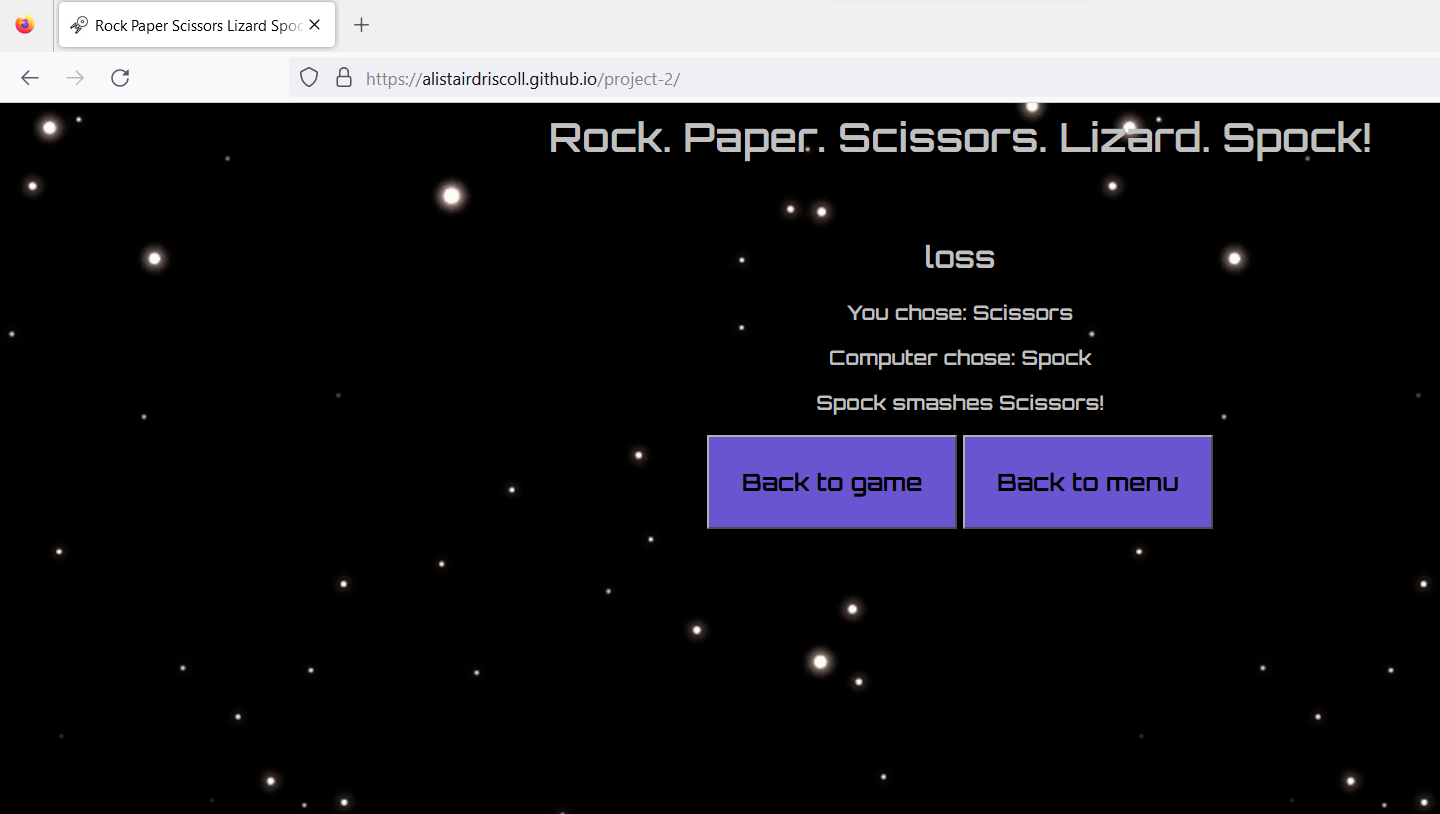 Rock Paper Scissors Lizard Spoc
https://alistairdriscoll.github.io/project-2/
Rock. Paper. Scissors. Lizard. Spock!
loss
You chose: Scissors
Computer chose: Spock
Spock smashes Scissors!
Back to game
Back to menu